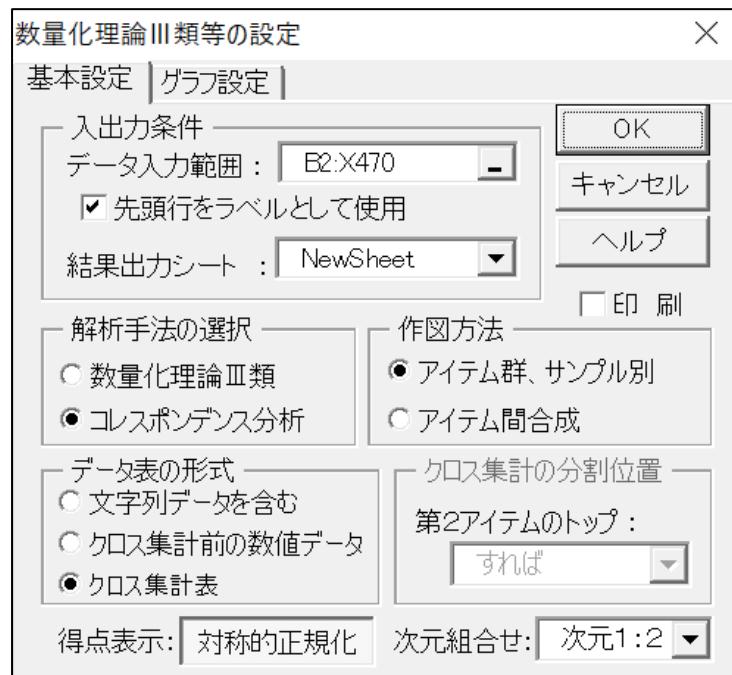 数量化理論Ⅲ類等の設定
基本設定 グラフ設定
入出力条件
データ入力範囲： B2:X470
先頭行をラベルとして使用
結果出力シート ： NewSheet
OK
キャンセル
ヘルプ
印 刷
解析手法の選択
数量化理論Ⅲ類
コレスポンデンス分析
作図方法
アイテム群、サンプル別
アイテム間合成
データ表の形式
文字列データを含む
クロス集計前の数値データ
クロス集計表
クロス集計の分割位置
第2アイテムのトップ：
すれば
得点表示: 対称的正規化 次元組合せ: 次元1:2